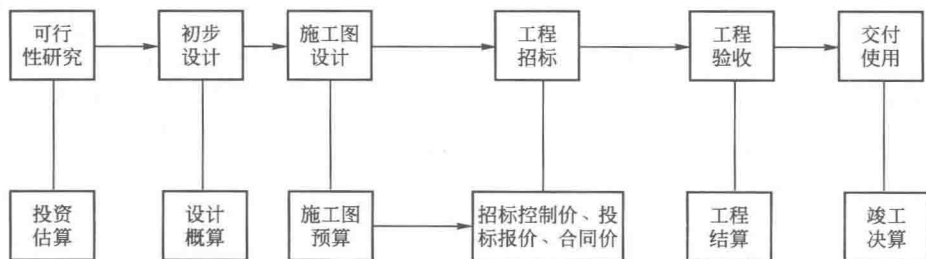 可行
性研究
初步
设计
施工图
设计
工程
招标
工程
验收
交付
使用
投资
估算
设计
概算
施工图
预算
招标控制价、投
标报价、合同价
工程
结算
竣工
决算